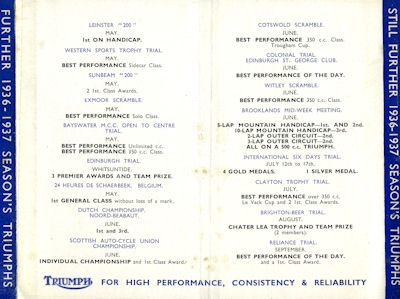 STILL FURTHER 1936-1937 SEASON'S TRIUMPHS
LEINSTER "200"
MAY.
1st ON HANDICAP.
WESTERN SPORTS TROPHY TRIAL.
MAY.
BEST PERFORMANCE Sidecar Class.
SUNBEAM "200"
MAY.
2 1st Class Awards.
EXMOOR SCRAMBLE.
MAY.
BEST PERFORMANCE Solo Class.
BAYSWATER M.C.C. OPEN TO CENTRE
TRIAL.
MAY.
BEST PERFORMANCE Unlimited c.c.
BEST PERFORMANCE 350 c.c. Class.
EDINBURGH TRIAL.
WHITSUNTIDE.
3 PREMIER AWARDS AND TEAM PRIZE.
24 HEURES DE SCHAERBEEK, BELGIUM.
MAY.
1st GENERAL CLASS without loss of a mark.
DUTCH CHAMPIONSHIP,
NOORD-BRABAUT.
JUNE.
1st and 3rd.
SCOTTISH AUTO-CYCLE UNION
CHAMPIONSHIP.
JUNE.
INDIVIDUAL CHAMPIONSHIP and 1st Class Award.
COTSWOLD SCRAMBLE.
JUNE.
BEST PERFORMANCE 350 c.c. Class.
Trougham Cup.
COLONIAL TRIAL.
EDINBURGH ST. GEORGE CLUB.
JUNE.
BEST PERFORMANCE OF THE DAY.
WITLEY SCRAMBLE.
JUNE.
BEST PERFORMANCE 350 c.c. Class.
BROOKLANDS MID-WEEK MEETING.
JUNE.
5-LAP MOUNTAIN HANDICAP—1st. AND 2nd.
10-LAP MOUNTAIN HANDICAP—3rd.
2-LAP OUTER CIRCUIT—2nd.
3-LAP OUTER CIRCUIT—2nd.
ALL ON A 500 c.c. TRIUMPH.
INTERNATIONAL SIX DAYS TRIAL.
JULY 12th to 17th.
4 GOLD MEDALS. 1 SILVER MEDAL.
CLAYTON TROPHY TRIAL.
JULY.
BEST PERFORMANCE over 350 c.c.
Le Vack Cup and 2 1st. Class Awards.
BRIGHTON-BEER TRIAL.
AUGUST.
CHATER LEA TROPHY AND TEAM PRIZE
(2 members).
RELIANCE TRIAL.
SEPTEMBER.
BEST PERFORMANCE OF THE DAY.
and a 1st. Class Award.
STILL FURTHER 1936-1937 SEASON'S TRIUMPHS
TRIUMPH FOR HIGH PERFORMANCE, CONSISTENCY & RELIABILITY